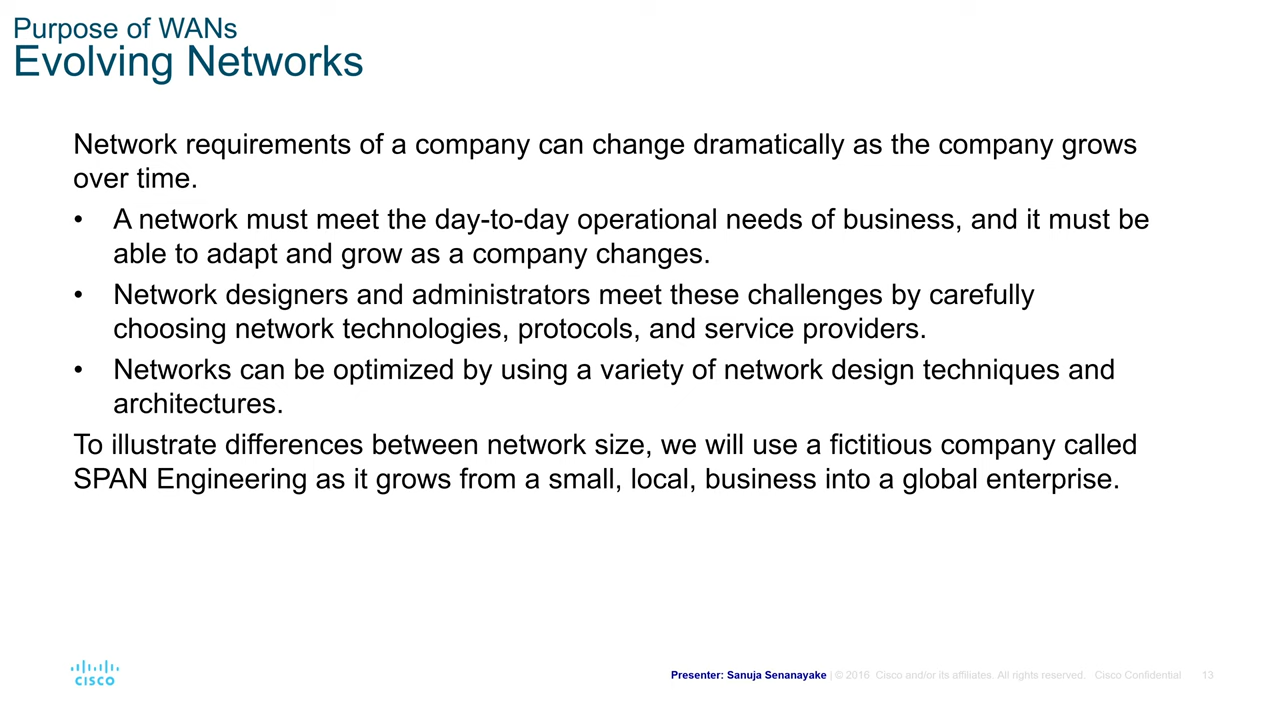 Purpose of WANs
Evolving Networks
Network requirements of a company can change dramatically as the company grows
over time.
• A network must meet the day-to-day operational needs of business, and it must be
able to adapt and grow as a company changes.
• Network designers and administrators meet these challenges by carefully
choosing network technologies, protocols, and service providers.
• Networks can be optimized by using a variety of network design techniques and
architectures.
To illustrate differences between network size, we will use a fictitious company called
SPAN Engineering as it grows from a small, local, business into a global enterprise.
CISCO
Presenter: Sanuja Senanayake | © 2016 Cisco and/or its affiliates. All rights reserved. Cisco Confidential 13